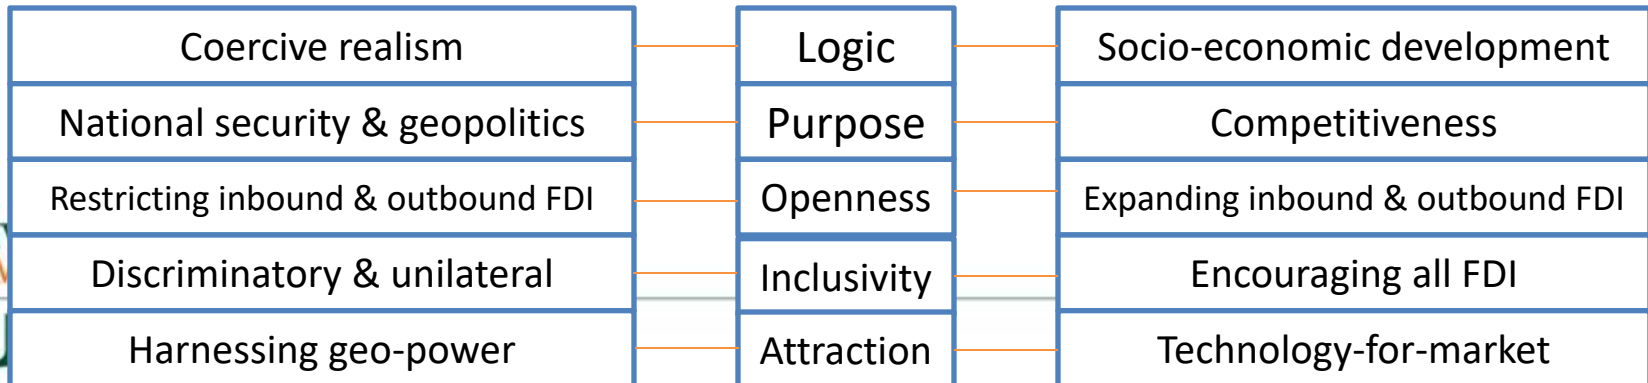 Coercive realism
Logic
Socio-economic development
National security & geopolitics
Purpose
Competitiveness
Restricting inbound & outbound FDI
Openness
Expanding inbound & outbound FDI
Discriminatory & unilateral
Inclusivity
Encouraging all FDI
Harnessing geo-power
Attraction
Technology-for-market